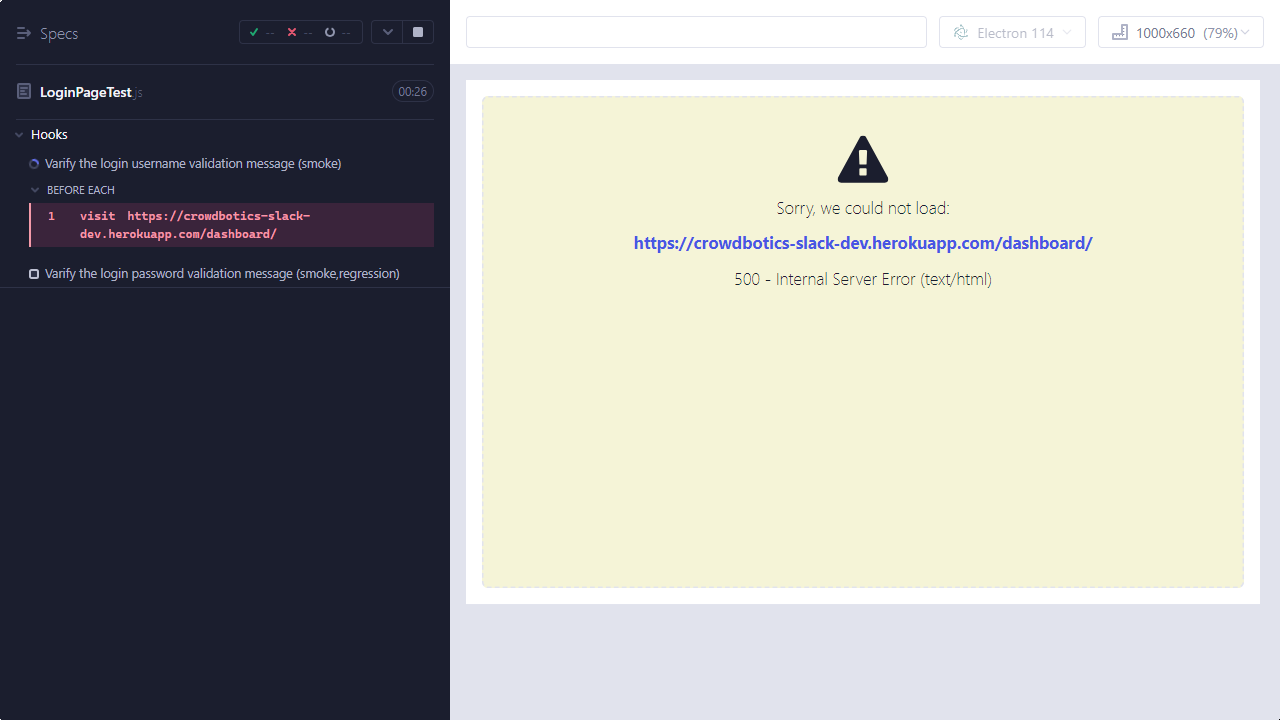 Specs
-- -- --
LoginPageTest.js
00:26
Hooks
Varify the login username validation message (smoke)
BEFORE EACH
1 visit https://crowdbotics-slack-
dev.herokuapp.com/dashboard/
Varify the login password validation message (smoke,regression)
Electron 114
1000x660 (79%)
Sorry, we could not load:
https://crowdbotics-slack-dev.herokuapp.com/dashboard/
500 - Internal Server Error (text/html)